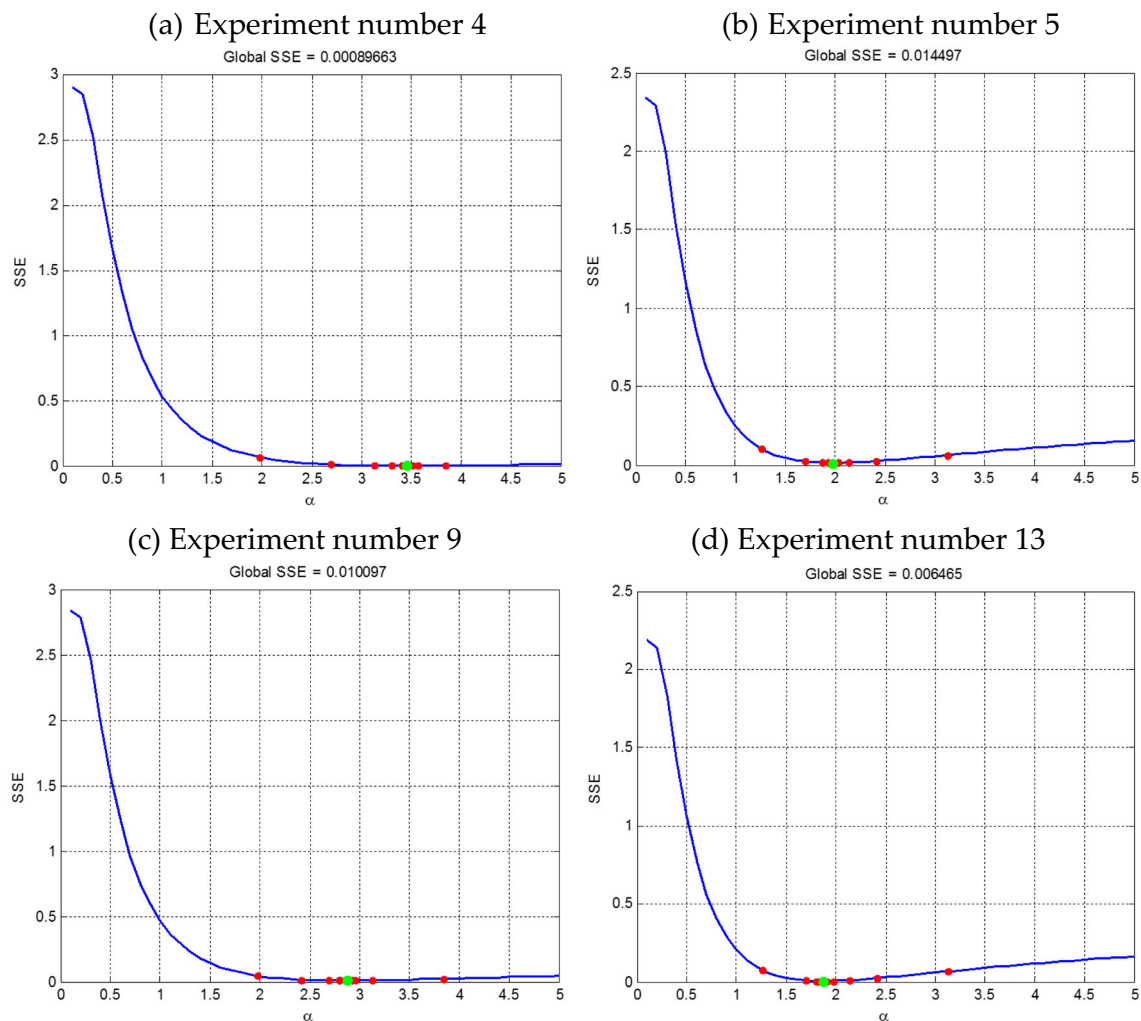 (a) Experiment number 4
Global SSE = 0.00089663
3
2.5
2
1.5
1
0.5
0
SSE
0 0.5 1 1.5 2 2.5 3 3.5 4 4.5 5
α
(b) Experiment number 5
Global SSE = 0.014497
2.5
2
1.5
1
0.5
0
SSE
0 0.5 1 1.5 2 2.5 3 3.5 4 4.5 5
α
(c) Experiment number 9
Global SSE = 0.010097
3
2.5
2
1.5
1
0.5
0
SSE
0 0.5 1 1.5 2 2.5 3 3.5 4 4.5 5
α
(d) Experiment number 13
Global SSE = 0.006465
2.5
2
1.5
1
0.5
0
SSE
0 0.5 1 1.5 2 2.5 3 3.5 4 4.5 5
α